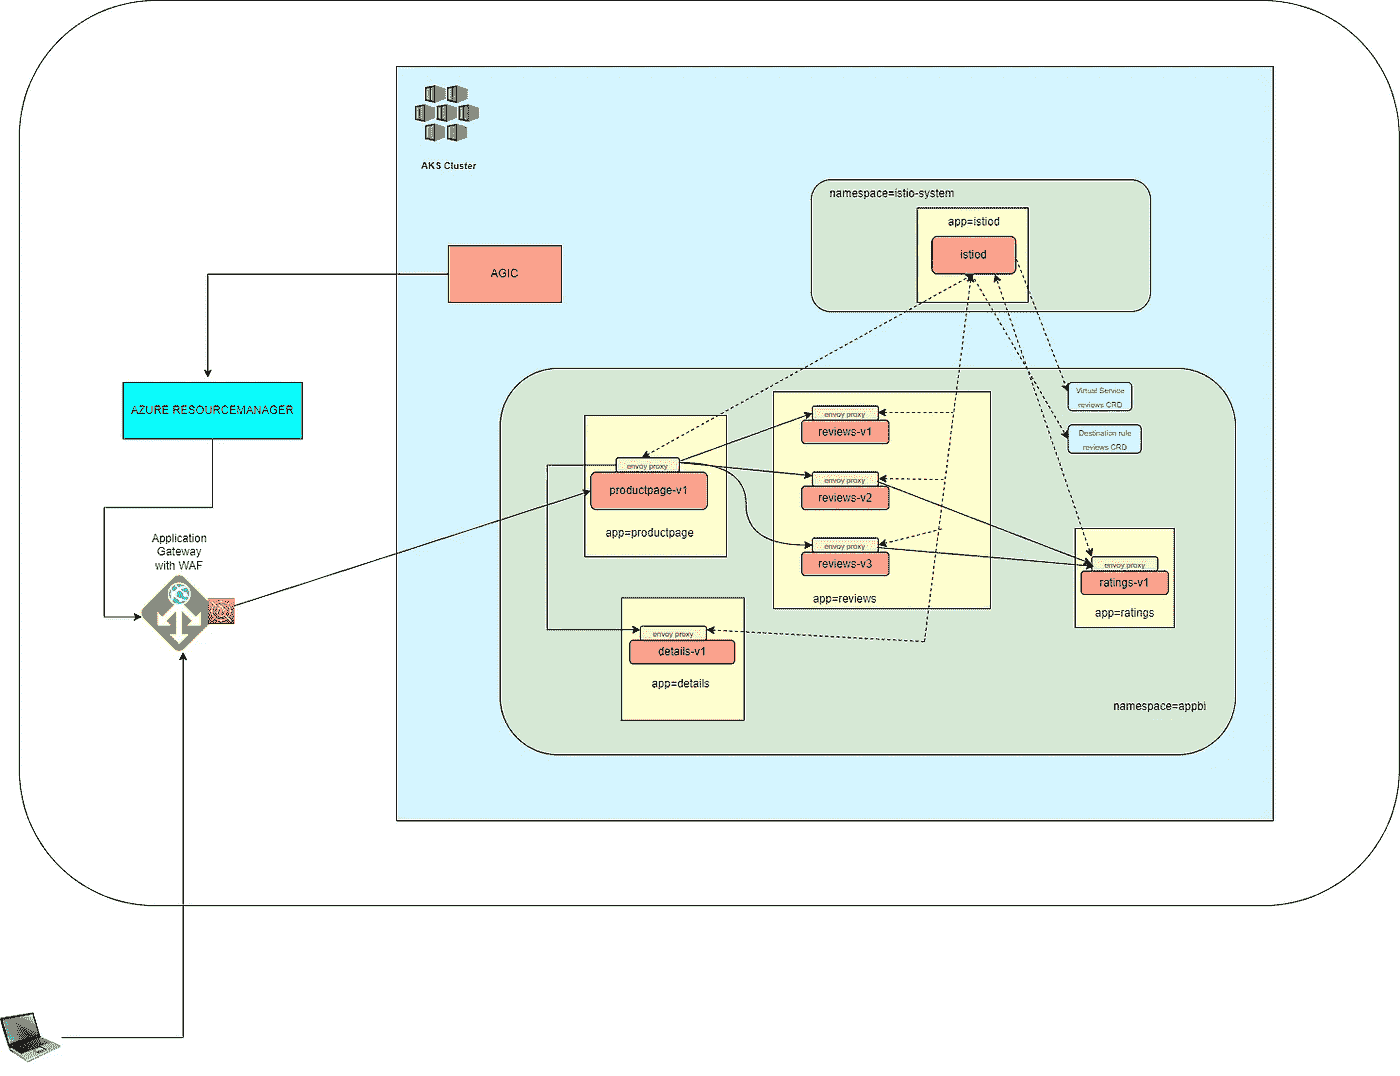 AKS Cluster
namespace=istio-system
app=istiod
istiod
AGIC
AZURE RESOURCEMANAGER
Virtual Service
reviews CRD
Destination rule
reviews CRD
envoy proxy
reviews-v1
envoy proxy
productpage-v1
app=productpage
envoy proxy
reviews-v2
envoy proxy
reviews-v3
app=reviews
envoy proxy
ratings-v1
app=ratings
Application
Gateway
with WAF
envoy proxy
details-v1
app=details
namespace=appbi